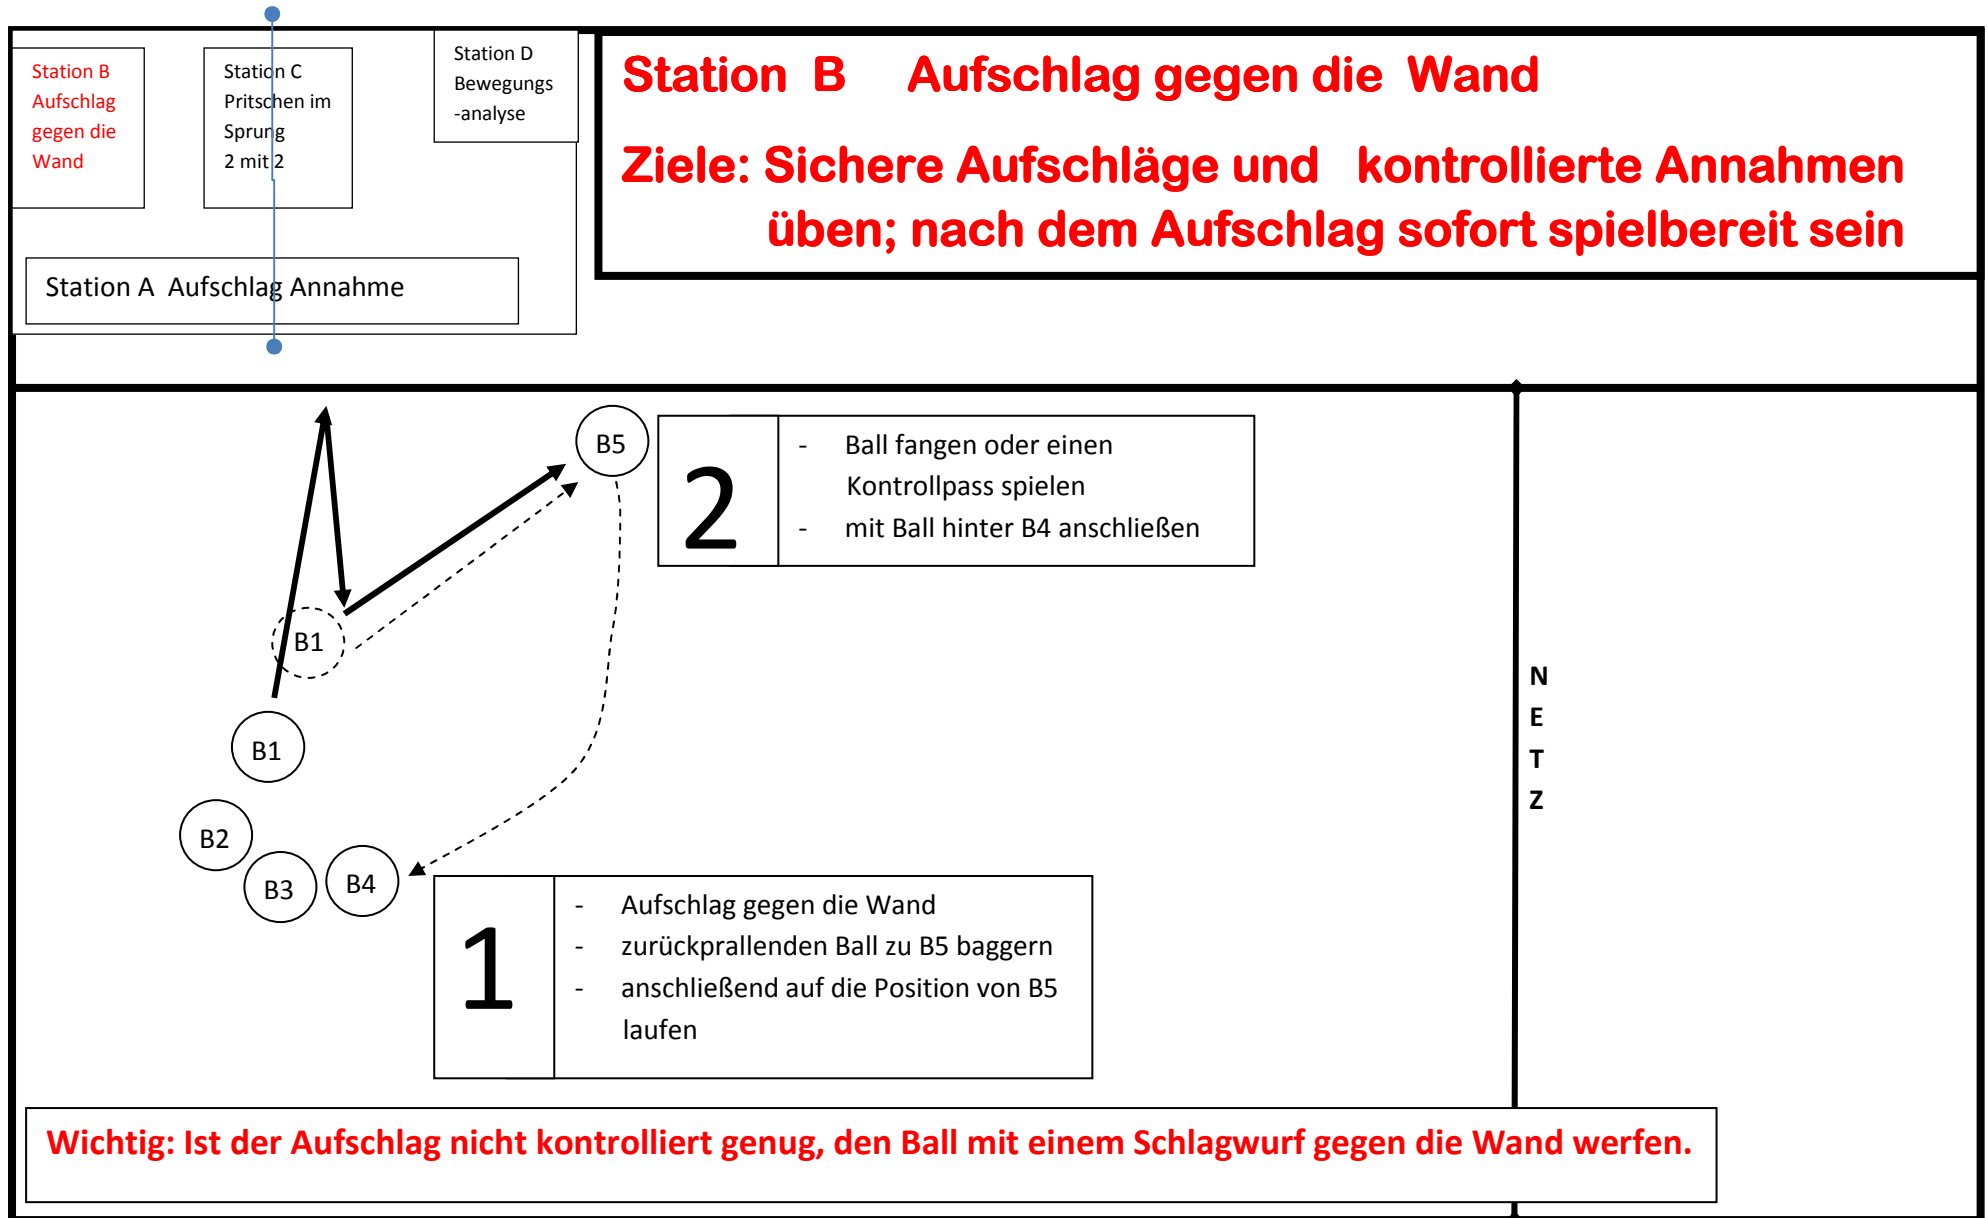 Station B
Aufschlag
gegen die
Wand
Station C
Pritschen im
Sprung
2 mit 2
Station D
Bewegungs
-analyse
Station A Aufschlag Annahme
Station B Aufschlag gegen die Wand
Ziele: Sichere Aufschläge und kontrollierte Annahmen
üben; nach dem Aufschlag sofort spielbereit sein
B5
2
- Ball fangen oder einen
Kontrollpass spielen
- mit Ball hinter B4 anschließen
B1
B1
B2
B3
B4
N
E
T
Z
1
- Aufschlag gegen die Wand
- zurückprallenden Ball zu B5 baggern
- anschließend auf die Position von B5
laufen
Wichtig: Ist der Aufschlag nicht kontrolliert genug, den Ball mit einem Schlagwurf gegen die Wand werfen.